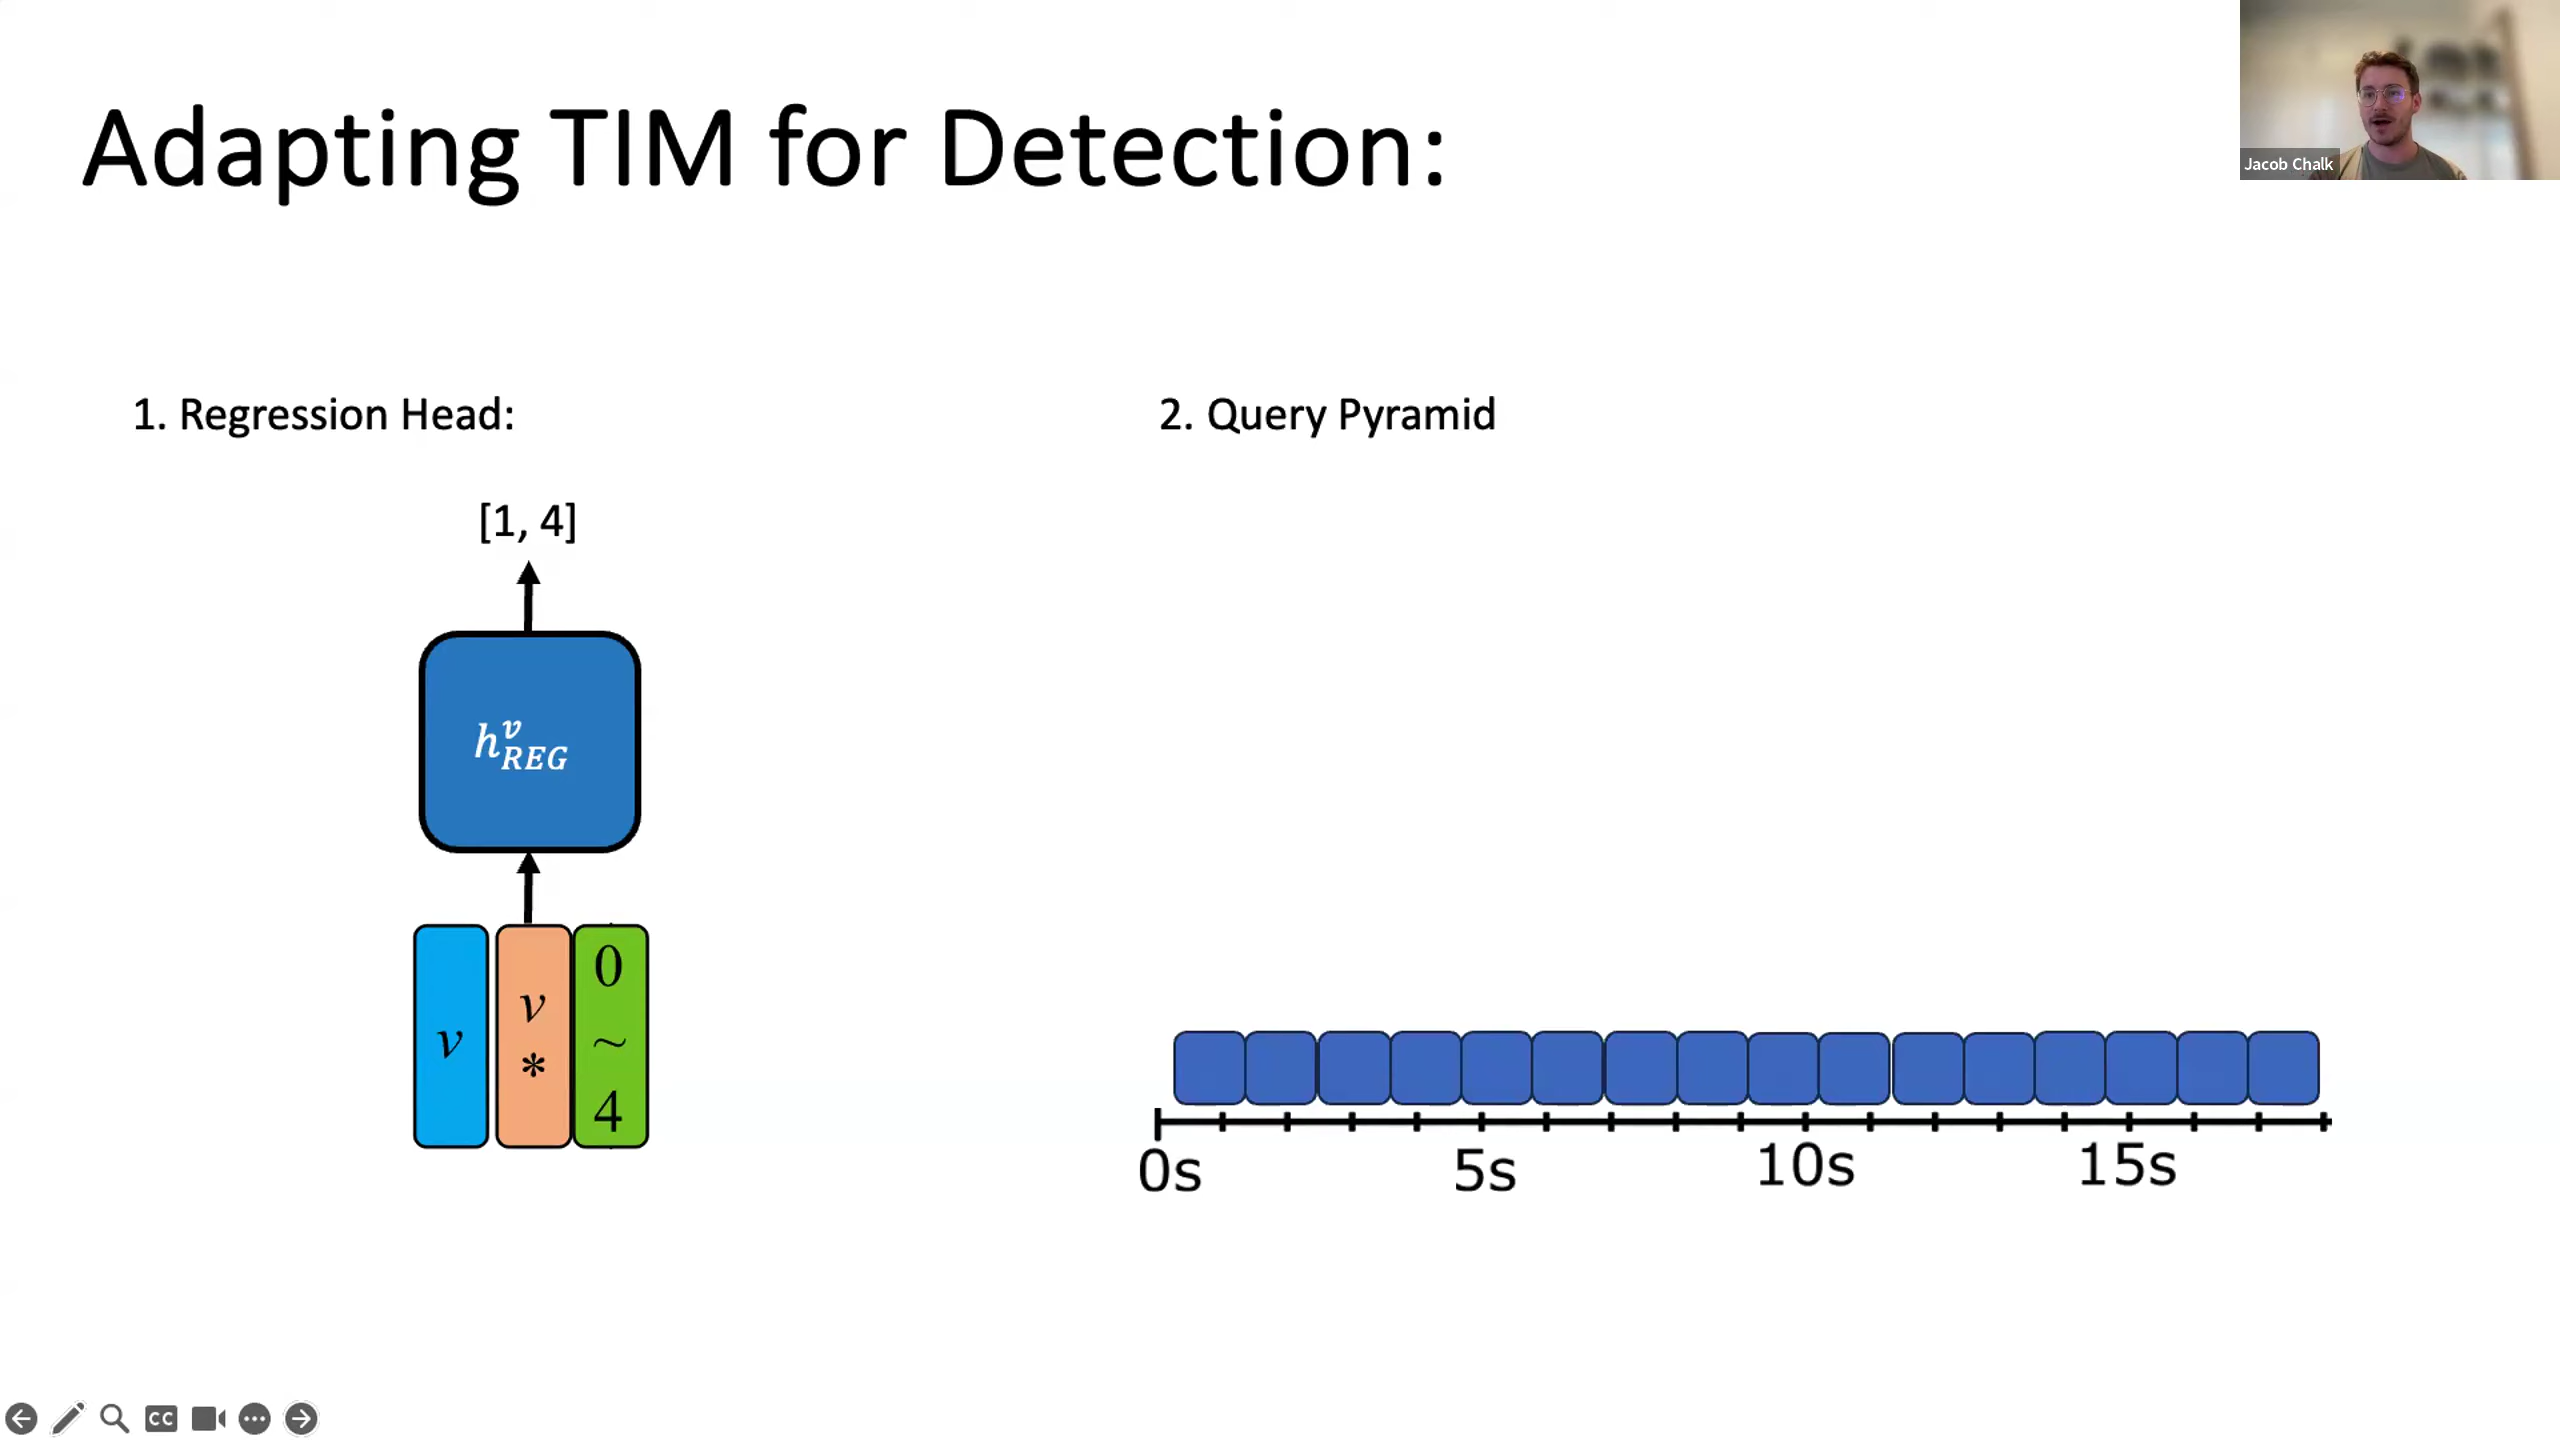 Adapting TIM for Detection:
Jacob Chalk
1. Regression Head:
2. Query Pyramid
[1, 4]
h^v_REG
v
v
*
0
~
4
0s 5s 10s 15s
CC